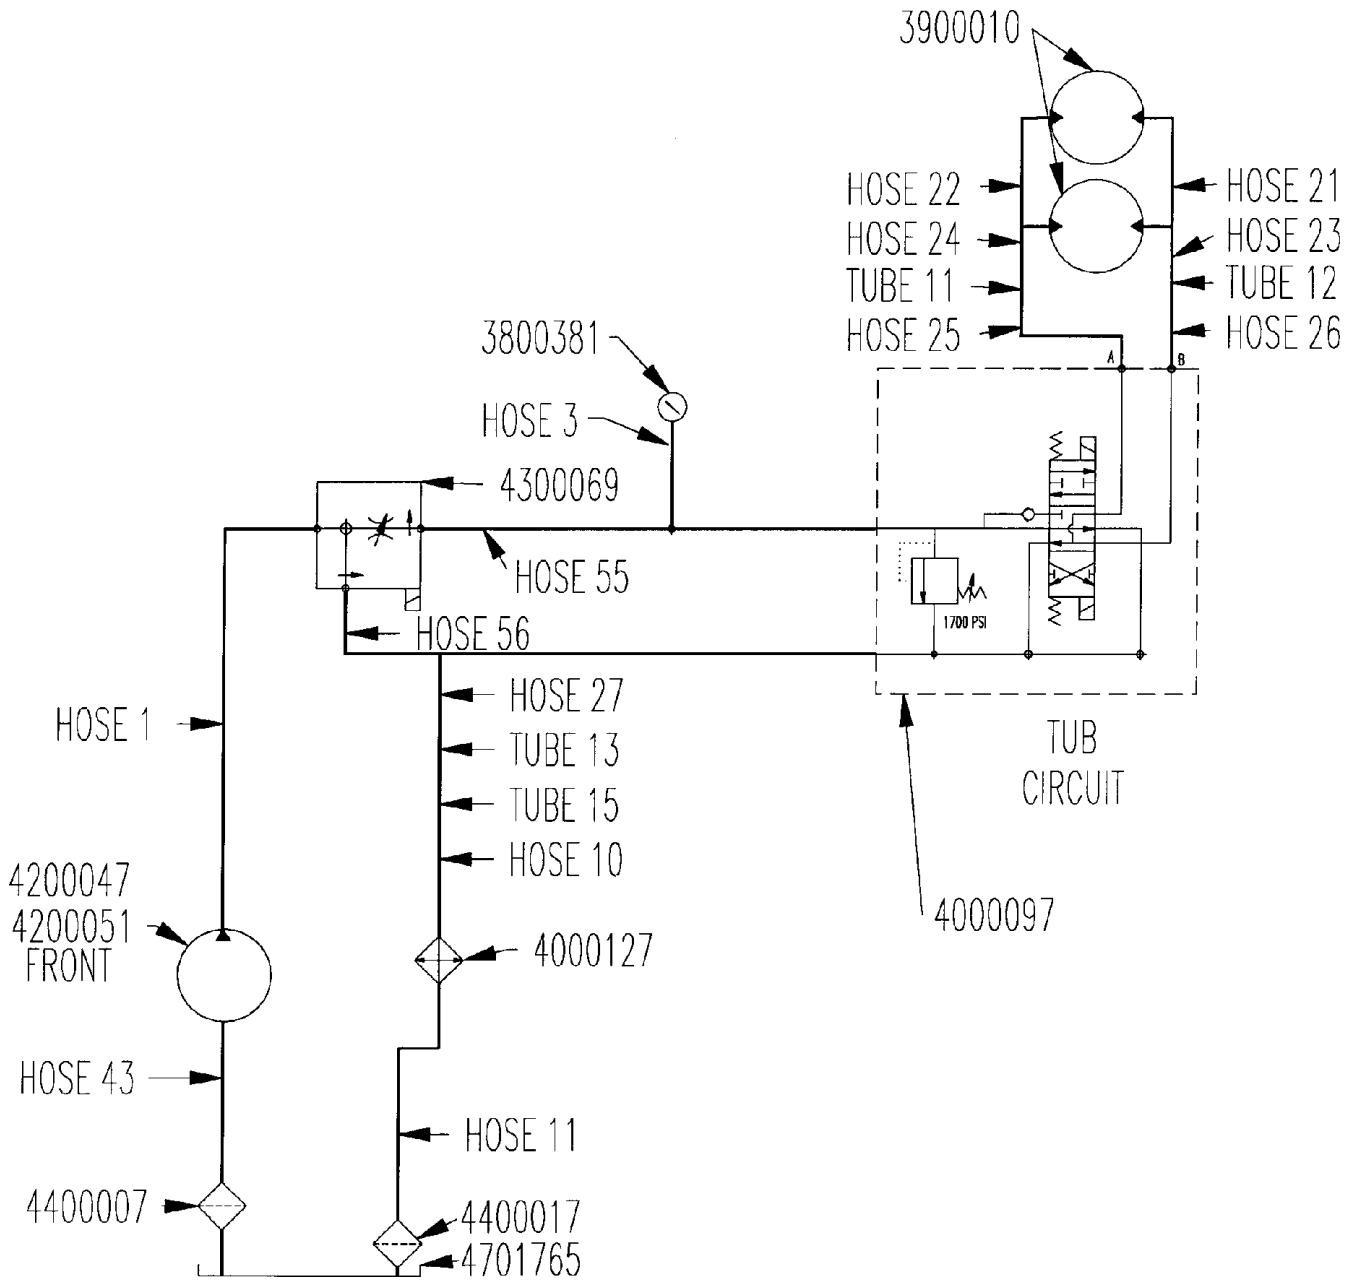 3900010
HOSE 22
HOSE 21
HOSE 24
HOSE 23
TUBE 11
TUBE 12
HOSE 25
HOSE 26
A
B
3800381
HOSE 3
4300069
HOSE 55
1700 PSI
HOSE 56
HOSE 27
HOSE 1
TUBE 13
TUB
CIRCUIT
TUBE 15
HOSE 10
4200047
4200051
FRONT
4000097
4000127
HOSE 43
HOSE 11
4400007
4400017
4701765